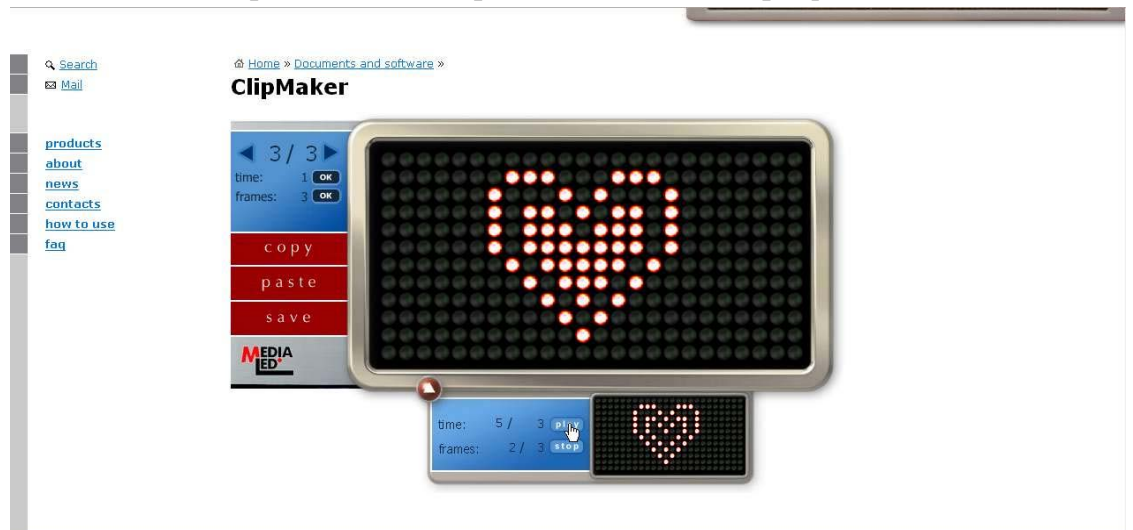 Search
Mail
products
about
news
contacts
how to use
faq
Home » Documents and software »
ClipMaker
3 / 3
time: 1 OK
frames: 3 OK
copy
paste
save
MEDIA
LED
time: 5 / 3 play
frames: 2 / 3 stop